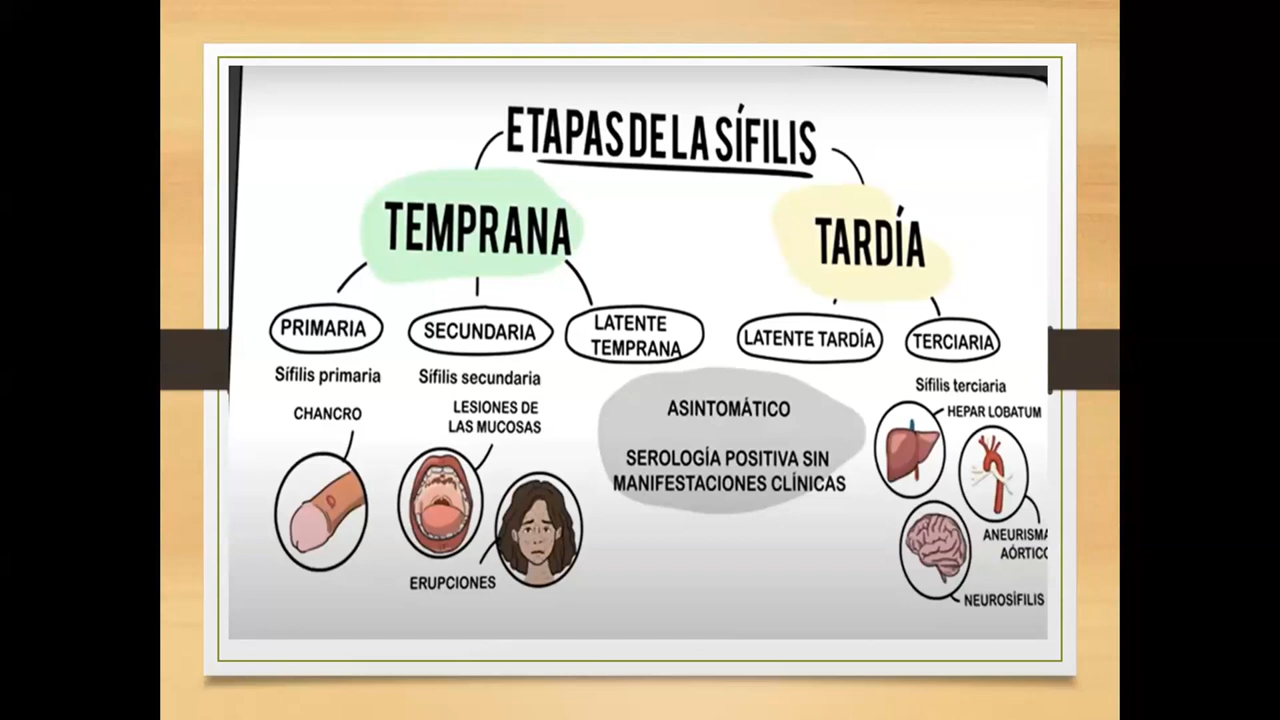 ETAPAS DE LA SÍFILIS
TEMPRANA
TARDÍA
PRIMARIA
SECUNDARIA
LATENTE
TEMPRANA
LATENTE TARDÍA
TERCIARIA
Sífilis primaria
Sífilis secundaria
Sífilis terciaria
CHANCRO
LESIONES DE
LAS MUCOSAS
ERUPCIONES
ASINTOMÁTICO
SEROLOGÍA POSITIVA SIN
MANIFESTACIONES CLÍNICAS
HEPAR LOBATUM
ANEURISMA
AÓRTICO
NEUROSÍFILIS